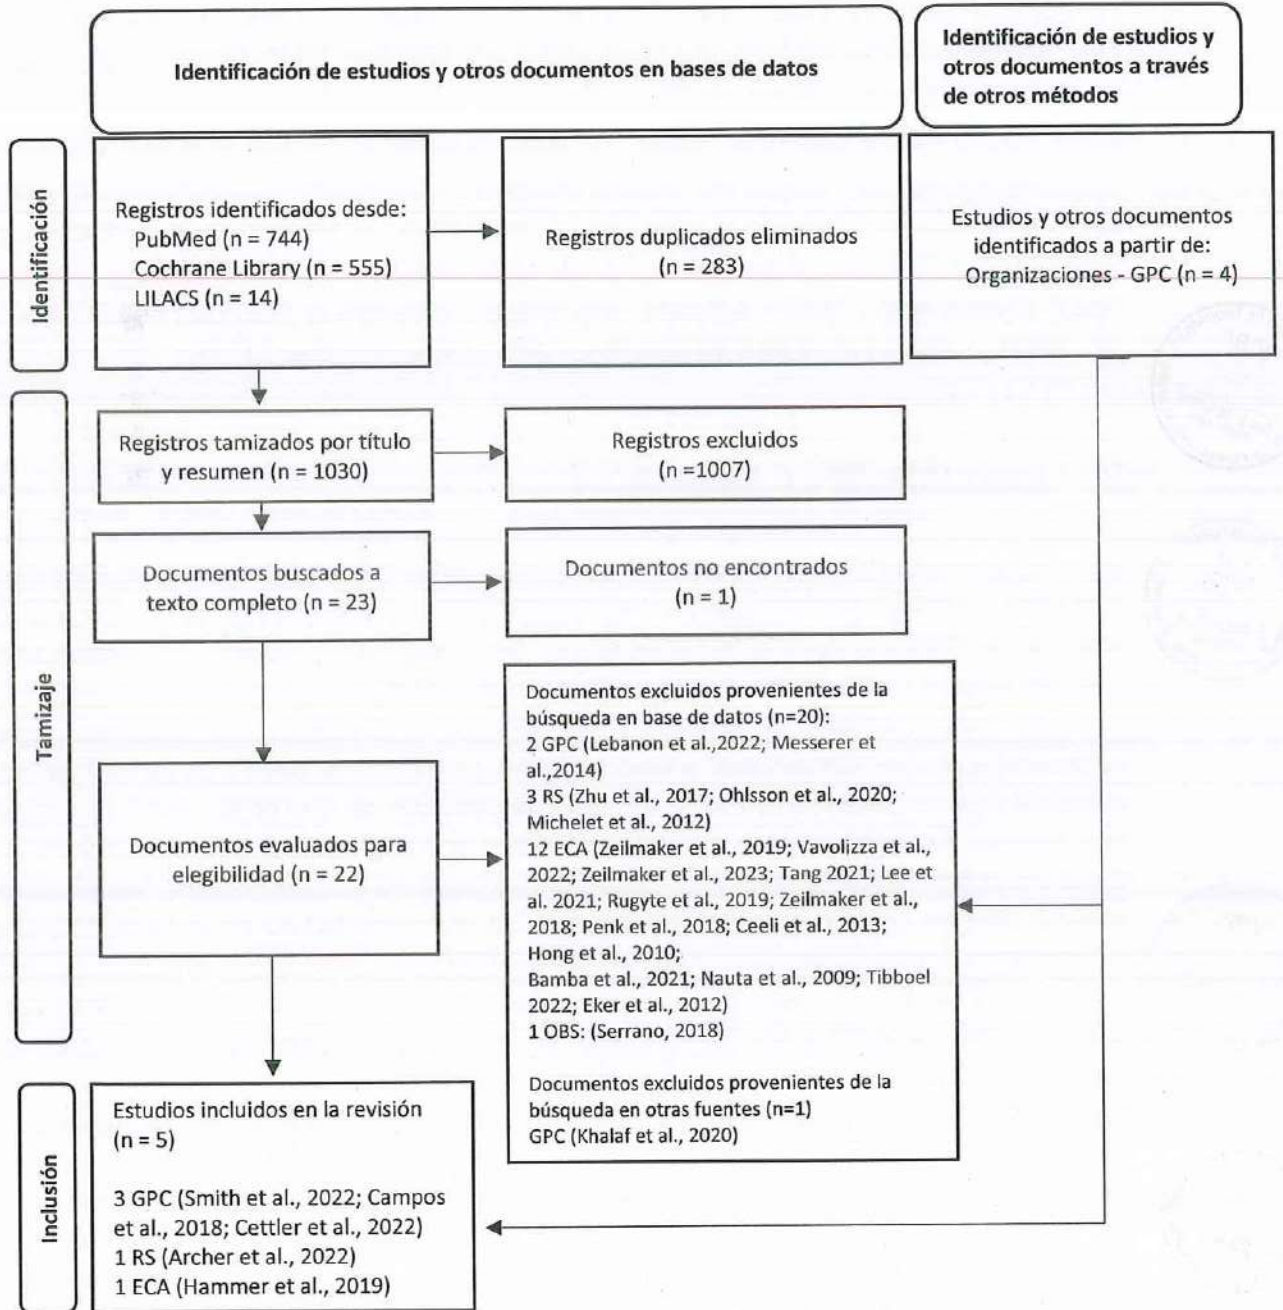 Identificación de estudios y otros documentos en bases de datos
Identificación de estudios y
otros documentos a través
de otros métodos
Identificación
Registros identificados desde:
PubMed (n = 744)
Cochrane Library (n = 555)
LILACS (n = 14)
Registros duplicados eliminados
(n = 283)
Estudios y otros documentos
identificados a partir de:
Organizaciones - GPC (n = 4)
Tamizaje
Registros tamizados por título
y resumen (n = 1030)
Registros excluidos
(n =1007)
Documentos buscados a
texto completo (n = 23)
Documentos no encontrados
(n = 1)
Documentos evaluados para
elegibilidad (n = 22)
Documentos excluidos provenientes de la
búsqueda en base de datos (n=20):
2 GPC (Lebanon et al.,2022; Messerer et
al.,2014)
3 RS (Zhu et al., 2017; Ohlsson et al., 2020;
Michelet et al., 2012)
12 ECA (Zeilmaker et al., 2019; Vavolizza et al.,
2022; Zeilmaker et al., 2023; Tang 2021; Lee et
al. 2021; Rugyte et al., 2019; Zeilmaker et al.,
2018; Penk et al., 2018; Ceeli et al., 2013;
Hong et al., 2010;
Bamba et al., 2021; Nauta et al., 2009; Tibboel
2022; Eker et al., 2012)
1 OBS: (Serrano, 2018)
Documentos excluidos provenientes de la
búsqueda en otras fuentes (n=1)
GPC (Khalaf et al., 2020)
Inclusión
Estudios incluidos en la revisión
(n = 5)
3 GPC (Smith et al., 2022; Campos
et al., 2018; Cettler et al., 2022)
1 RS (Archer et al., 2022)
1 ECA (Hammer et al., 2019)